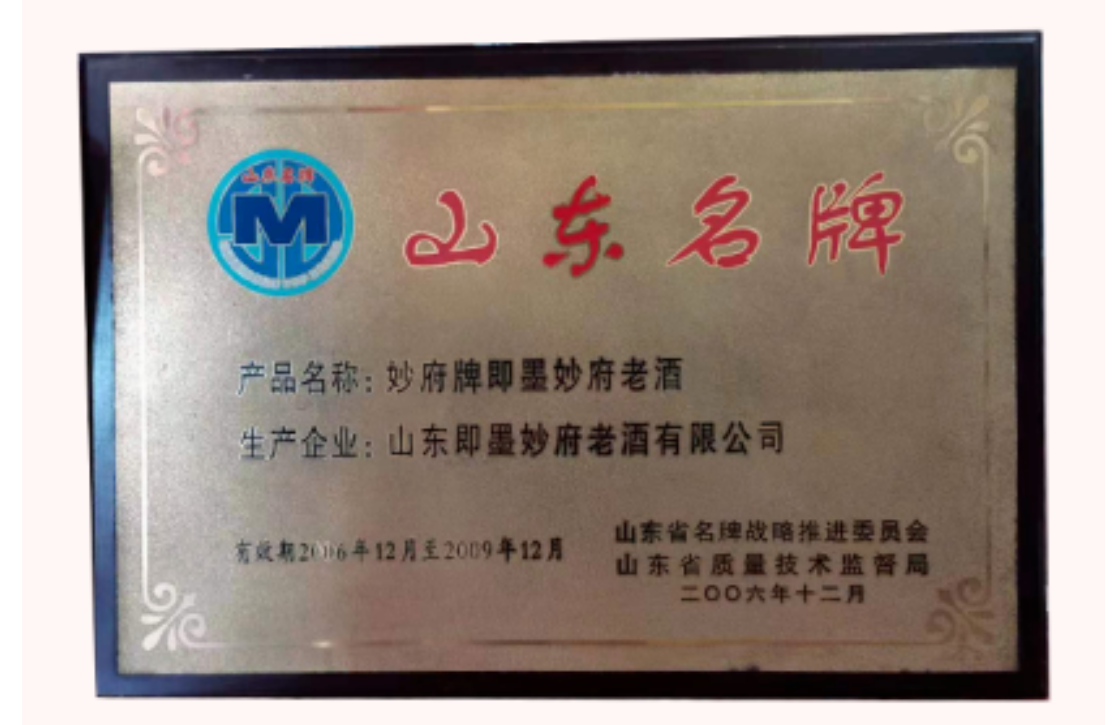 山东名牌
M
山东名牌
产品名称：妙府牌即墨妙府老酒
生产企业：山东即墨妙府老酒有限公司
有效期2006年12月至2009年12月
山东省名牌战略推进委员会
山东省质量技术监督局
二〇〇六年十二月